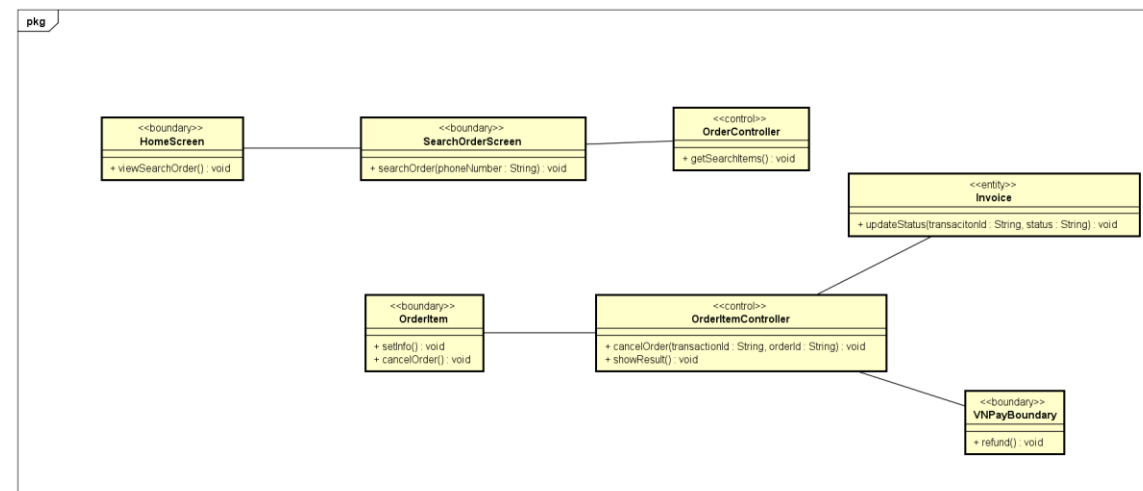 pkg
<<boundary>>
HomeScreen
+ viewSearchOrder() : void
<<boundary>>
SearchOrderScreen
+ searchOrder(phoneNumber : String) : void
<<control>>
OrderController
+ getSearchItems() : void
<<entity>>
Invoice
+ updateStatus(transacitonId : String, status : String) : void
<<boundary>>
OrderItem
+ setInfo() : void
+ cancelOrder() : void
<<control>>
OrderItemController
+ cancelOrder(transactionId : String, orderId : String) : void
+ showResult() : void
<<boundary>>
VNPayBoundary
+ refund() : void